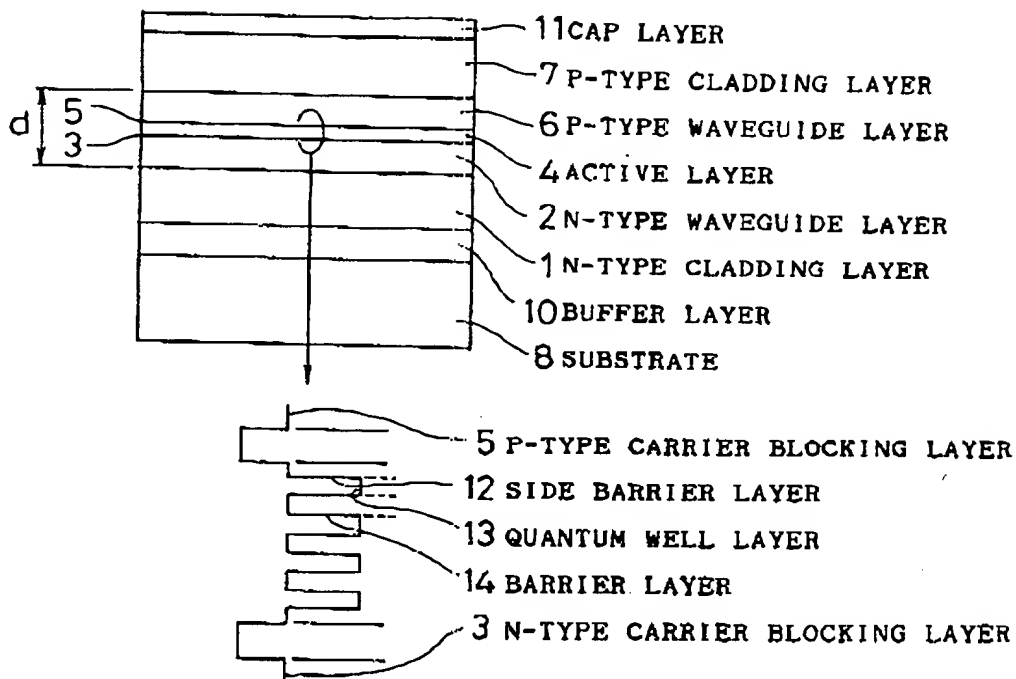 11 CAP LAYER
7 P-TYPE CLADDING LAYER
d
5
6 P-TYPE WAVEGUIDE LAYER
3
4 ACTIVE LAYER
2 N-TYPE WAVEGUIDE LAYER
1 N-TYPE CLADDING LAYER
10 BUFFER LAYER
8 SUBSTRATE
5 P-TYPE CARRIER BLOCKING LAYER
12 SIDE BARRIER LAYER
13 QUANTUM WELL LAYER
14 BARRIER LAYER
3 N-TYPE CARRIER BLOCKING LAYER